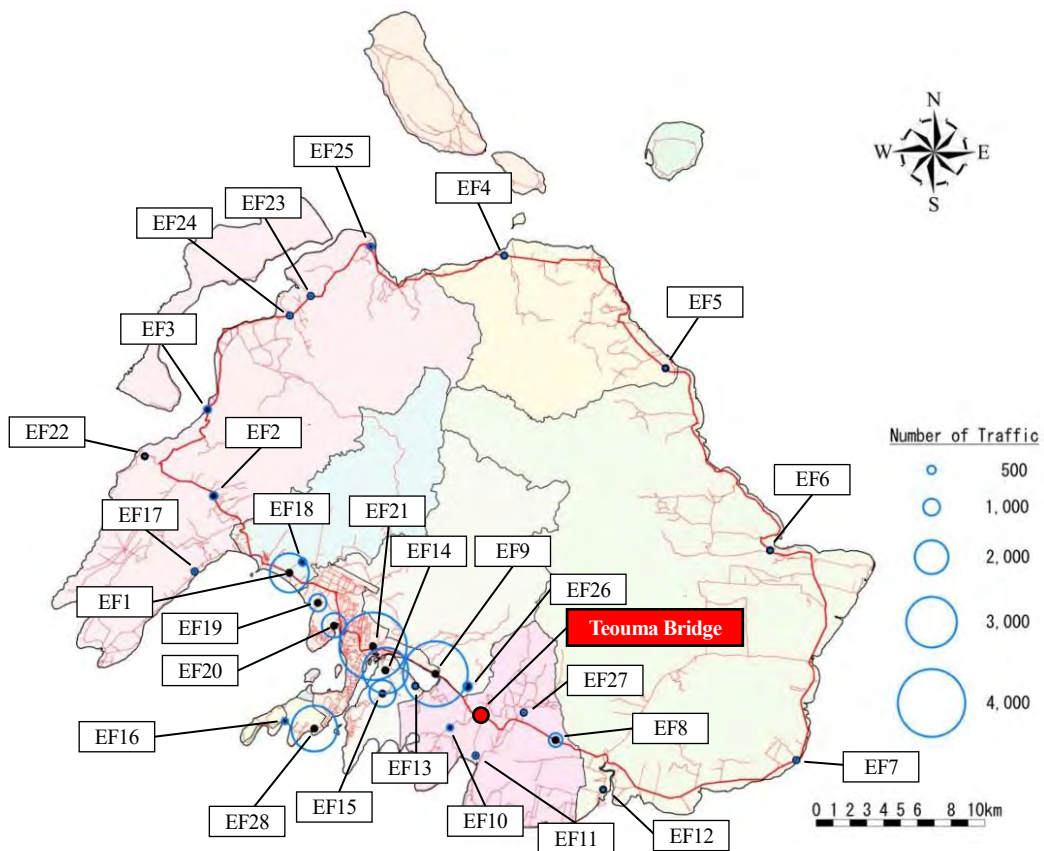 EF25
EF4
N
W
E
S
EF23
EF24
EF3
EF5
EF22
EF2
Number of Traffic
500
1,000
2,000
3,000
4,000
EF6
EF17
EF18
EF21
EF14
EF9
EF26
EF1
EF19
Teouma Bridge
EF20
EF27
EF16
EF8
EF13
EF7
EF15
EF28
EF10
EF11
EF12
0 1 2 3 4 5 6 7 8 10km